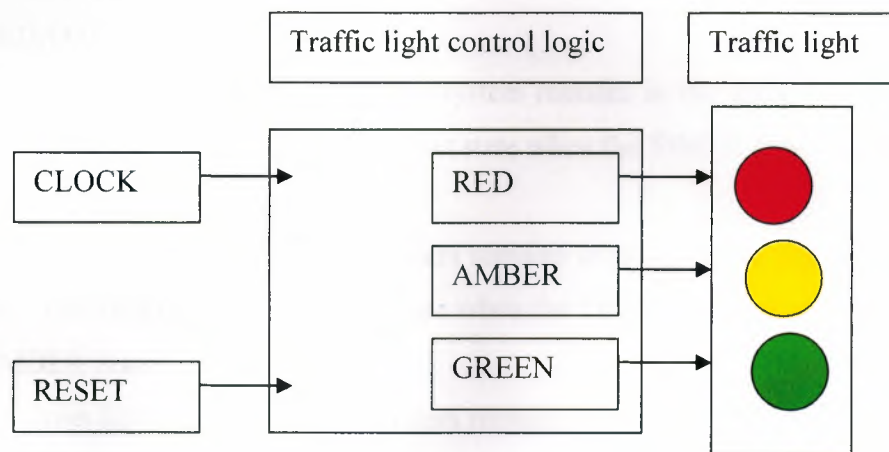 Traffic light control logic
Traffic light
CLOCK
RED
AMBER
GREEN
RESET